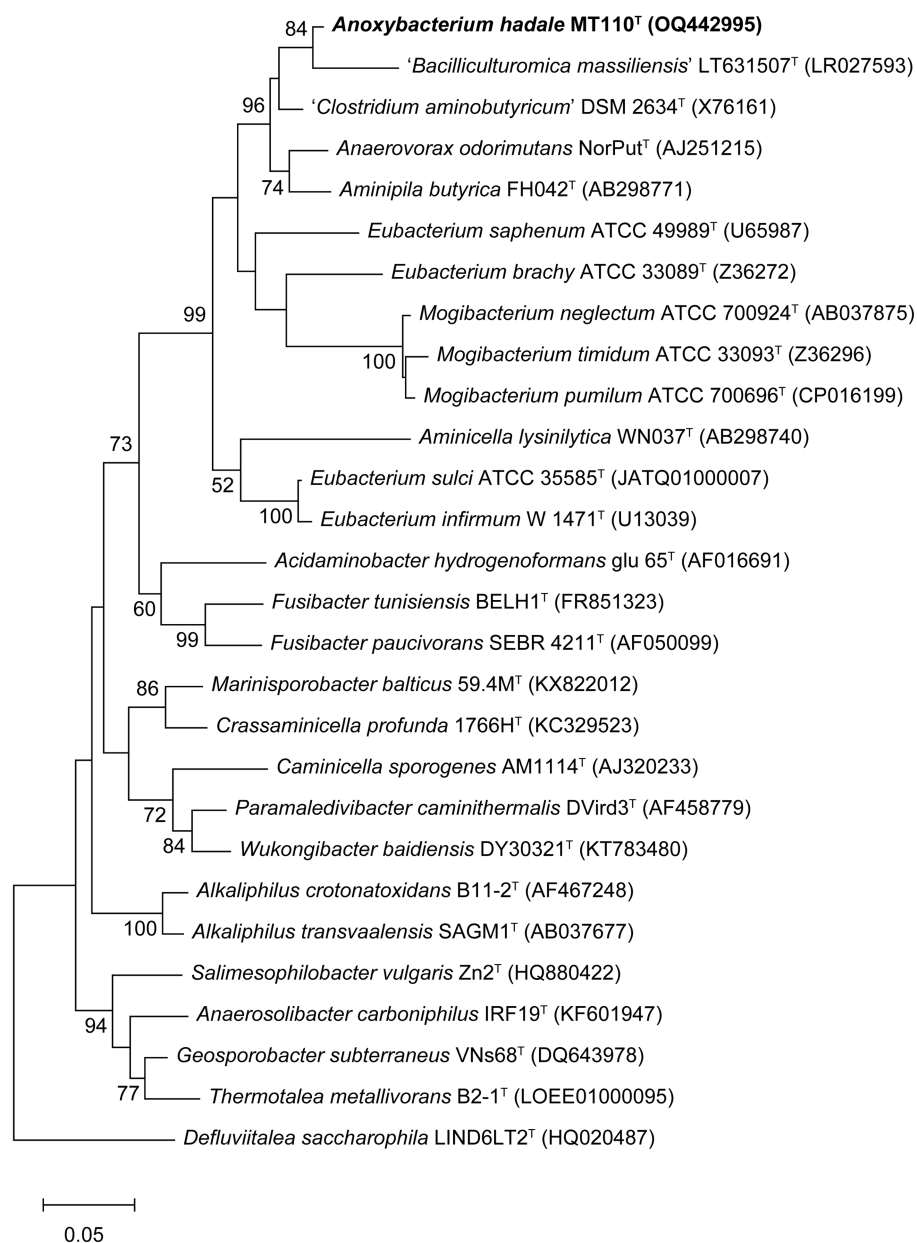 84
Anoxybacterium hadale MT110ᵀ (OQ442995)
‘Bacilliculturomica massiliensis’ LT631507ᵀ (LR027593)
96
‘Clostridium aminobutyricum’ DSM 2634ᵀ (X76161)
Anaerovorax odorimutans NorPutᵀ (AJ251215)
74
Aminipila butyrica FH042ᵀ (AB298771)
Eubacterium saphenum ATCC 49989ᵀ (U65987)
Eubacterium brachy ATCC 33089ᵀ (Z36272)
99
Mogibacterium neglectum ATCC 700924ᵀ (AB037875)
100
Mogibacterium timidum ATCC 33093ᵀ (Z36296)
Mogibacterium pumilum ATCC 700696ᵀ (CP016199)
73
Aminicella lysinilytica WN037ᵀ (AB298740)
52
Eubacterium sulci ATCC 35585ᵀ (JATQ01000007)
100
Eubacterium infirmum W 1471ᵀ (U13039)
Acidaminobacter hydrogenoformans glu 65ᵀ (AF016691)
60
Fusibacter tunisiensis BELH1ᵀ (FR851323)
99
Fusibacter paucivorans SEBR 4211ᵀ (AF050099)
86
Marinisporobacter balticus 59.4Mᵀ (KX822012)
Crassaminicella profunda 1766Hᵀ (KC329523)
Caminicella sporogenes AM1114ᵀ (AJ320233)
72
Paramaledivibacter caminithermalis DVird3ᵀ (AF458779)
84
Wukongibacter baidiensis DY30321ᵀ (KT783480)
Alkaliphilus crotonatoxidans B11-2ᵀ (AF467248)
100
Alkaliphilus transvaalensis SAGM1ᵀ (AB037677)
Salimesophilobacter vulgaris Zn2ᵀ (HQ880422)
94
Anaerosolibacter carboniphilus IRF19ᵀ (KF601947)
Geosporobacter subterraneus VNs68ᵀ (DQ643978)
77
Thermotalea metallivorans B2-1ᵀ (LOEE01000095)
Defluviitalea saccharophila LIND6LT2ᵀ (HQ020487)
0.05